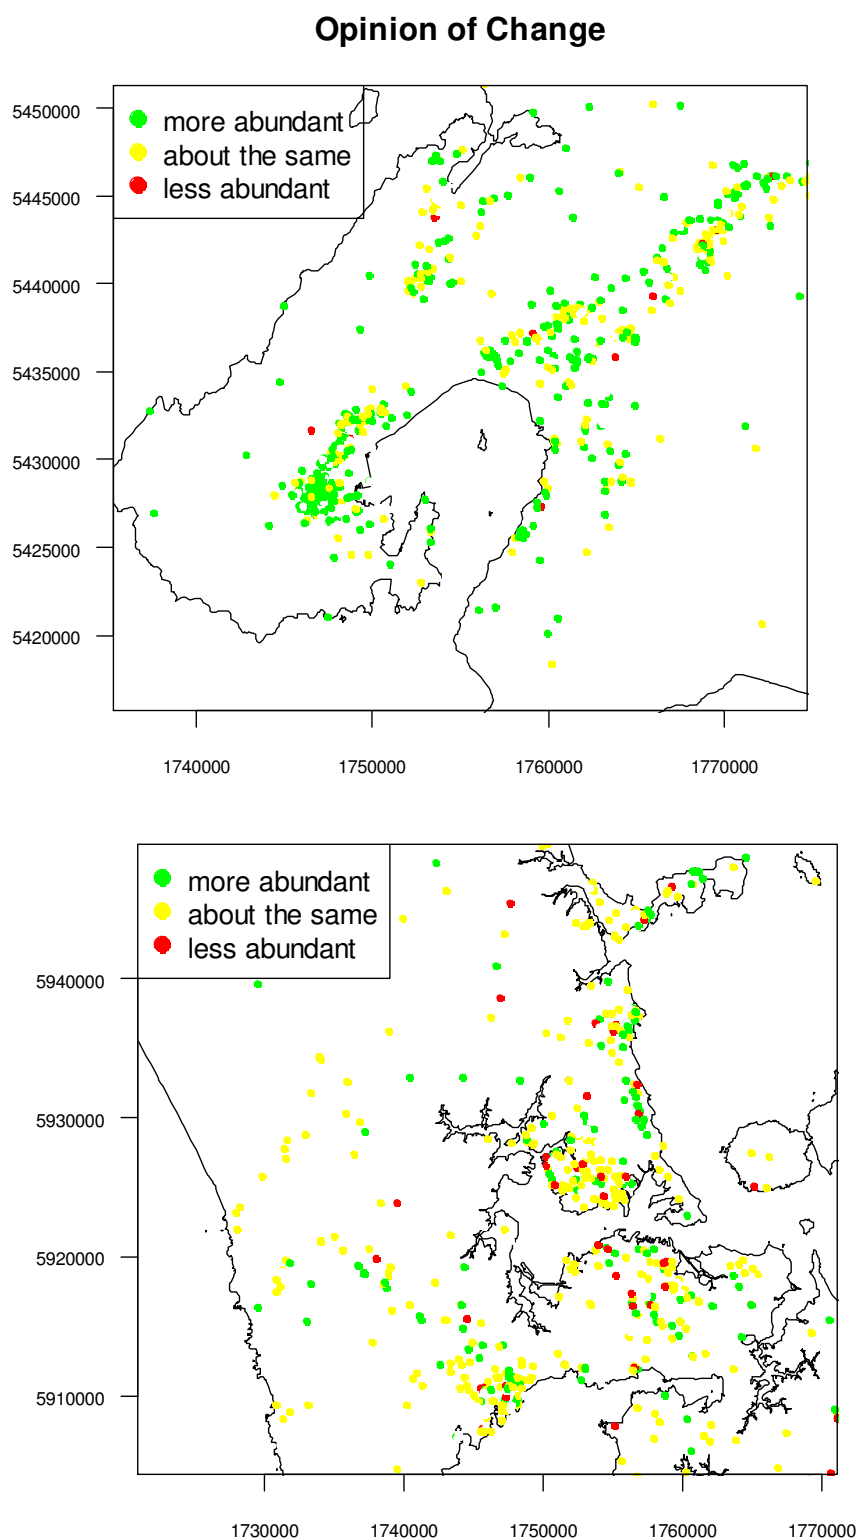 Opinion of Change
more abundant
about the same
less abundant
5450000
5445000
5440000
5435000
5430000
5425000
5420000
1740000 1750000 1760000 1770000
more abundant
about the same
less abundant
5940000
5930000
5920000
5910000
1730000 1740000 1750000 1760000 1770000